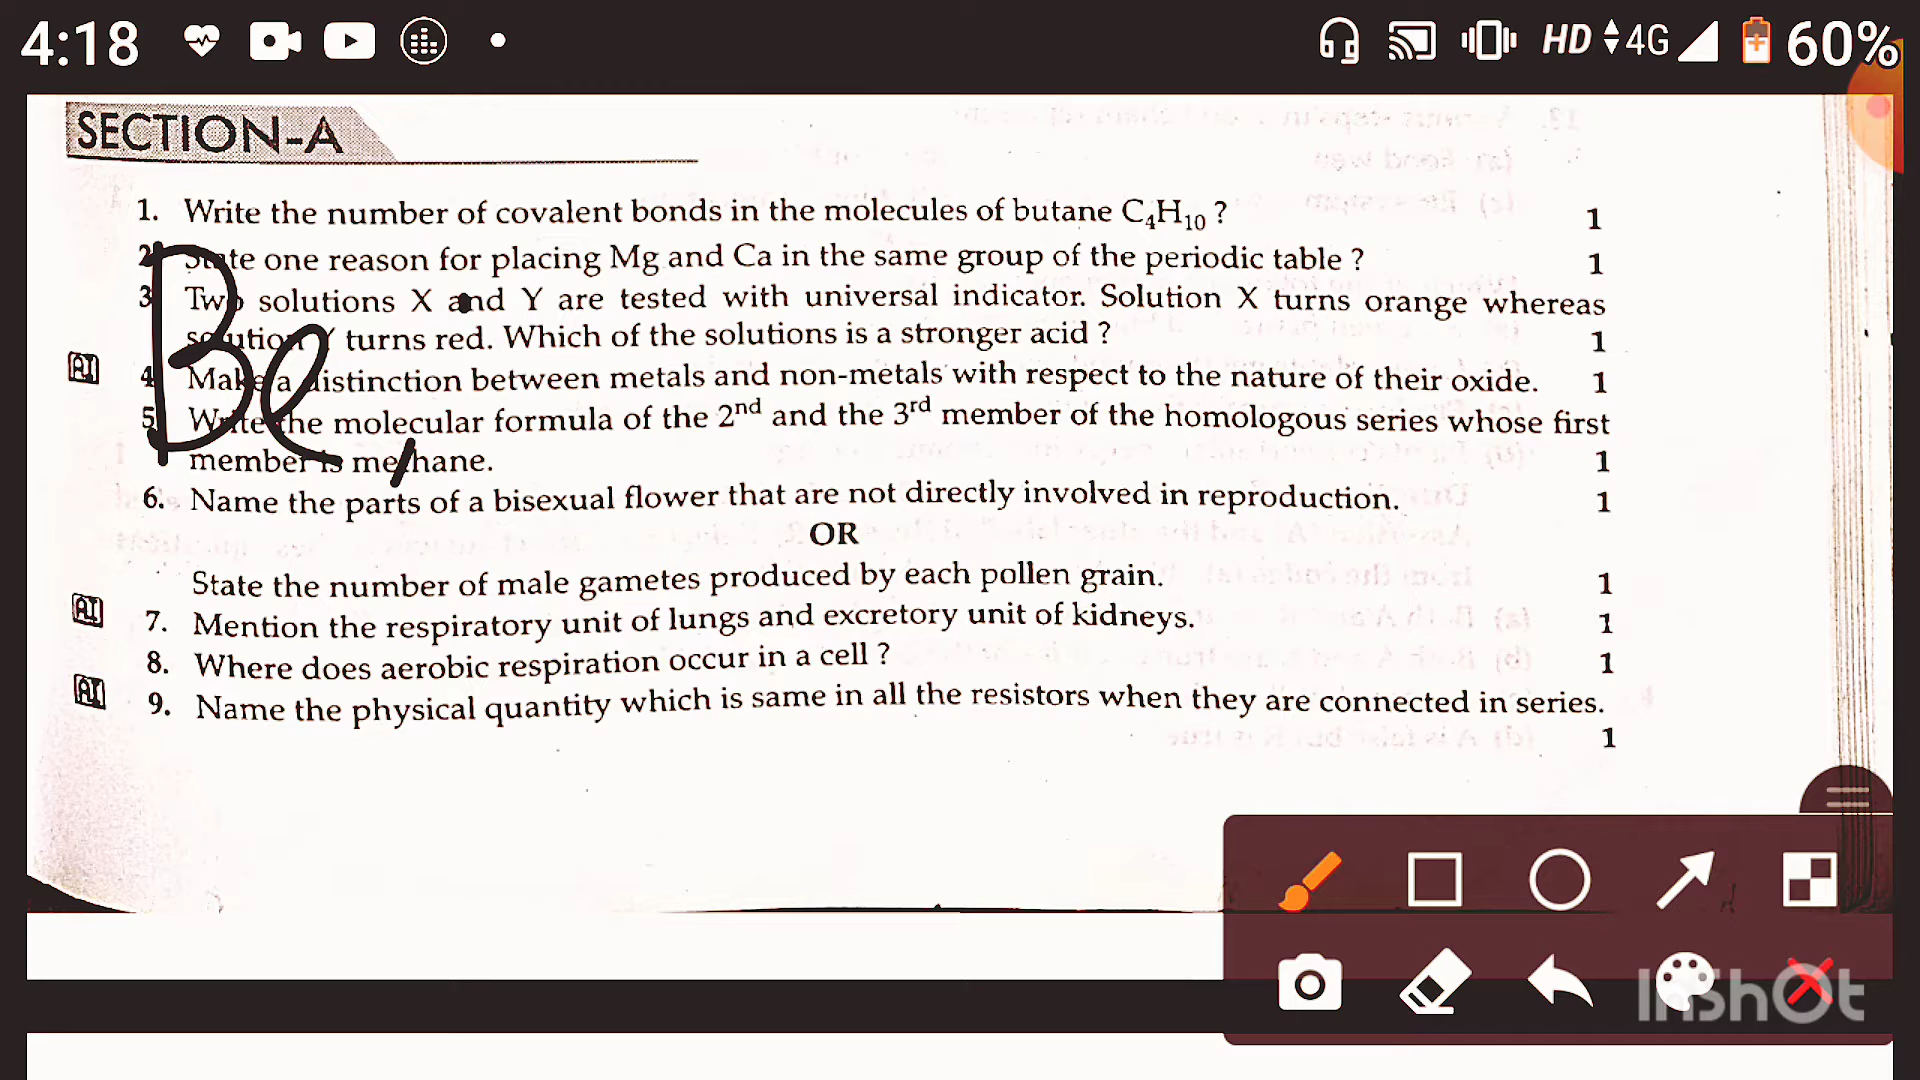 4:18 HD 4G 60%
SECTION-A
1. Write the number of covalent bonds in the molecules of butane C₄H₁₀ ? 1
2. State one reason for placing Mg and Ca in the same group of the periodic table ? 1
3. Two solutions X and Y are tested with universal indicator. Solution X turns orange whereas
solution Y turns red. Which of the solutions is a stronger acid ? 1
AI 4. Make a distinction between metals and non-metals with respect to the nature of their oxide. 1
5. Write the molecular formula of the 2nd and the 3rd member of the homologous series whose first
member is methane. 1
Be,
6. Name the parts of a bisexual flower that are not directly involved in reproduction. 1
OR
State the number of male gametes produced by each pollen grain. 1
AI 7. Mention the respiratory unit of lungs and excretory unit of kidneys. 1
8. Where does aerobic respiration occur in a cell ? 1
AI 9. Name the physical quantity which is same in all the resistors when they are connected in series.
1
InShOt